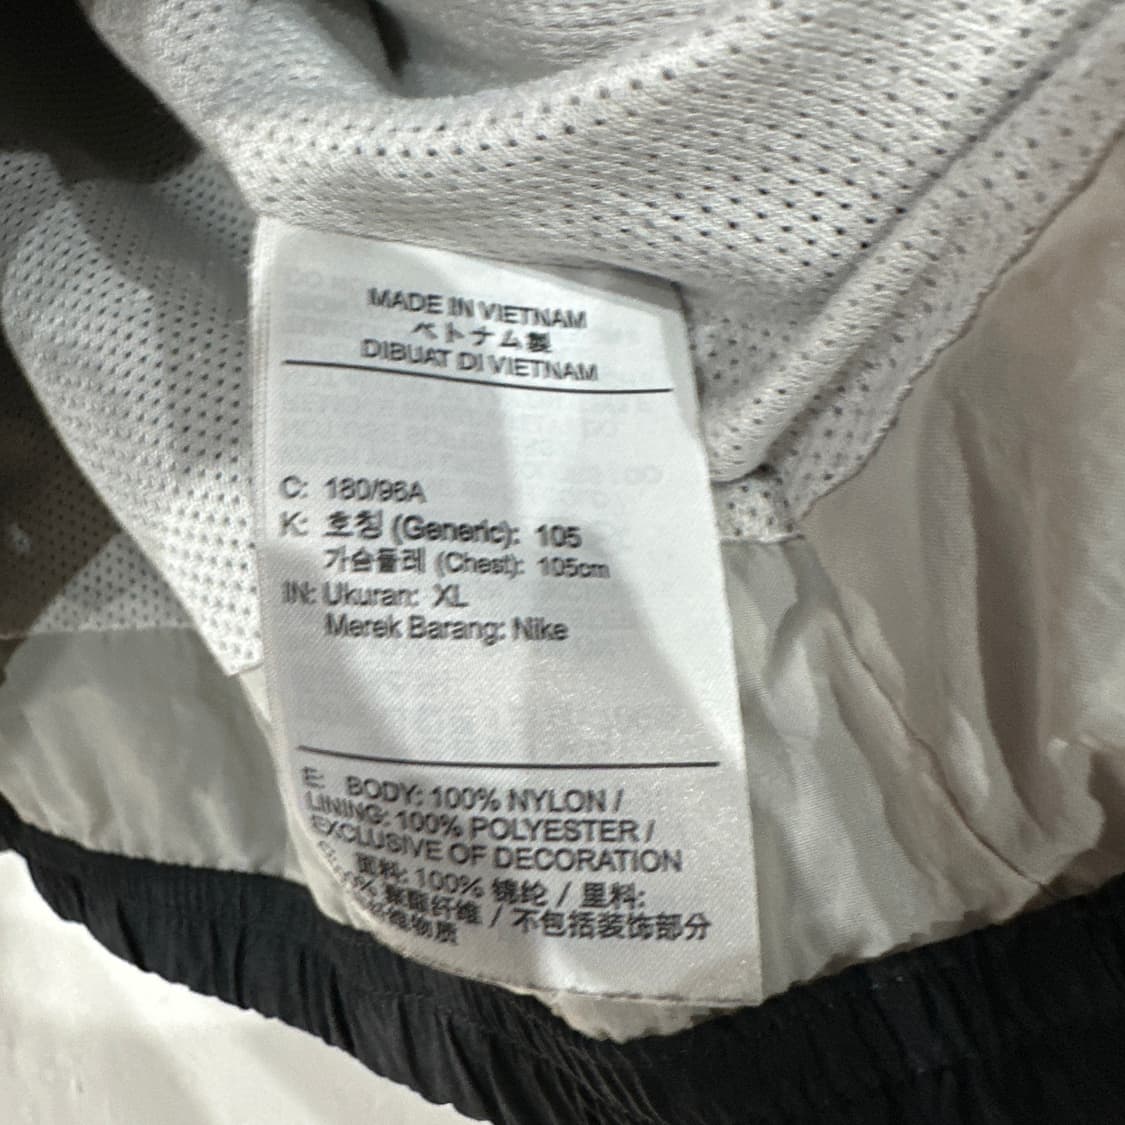 MADE IN VIETNAM
ベトナム製
DIBUAT DI VIETNAM
C: 180/96A
K: 호칭 (Generic): 105
가슴둘레 (Chest): 105cm
IN: Ukuran: XL
Merek Barang: Nike
E: BODY: 100% NYLON /
LINING: 100% POLYESTER /
EXCLUSIVE OF DECORATION
面料: 100% 锦纶 / 里料:
聚酯纤维 / 不包括装饰部分